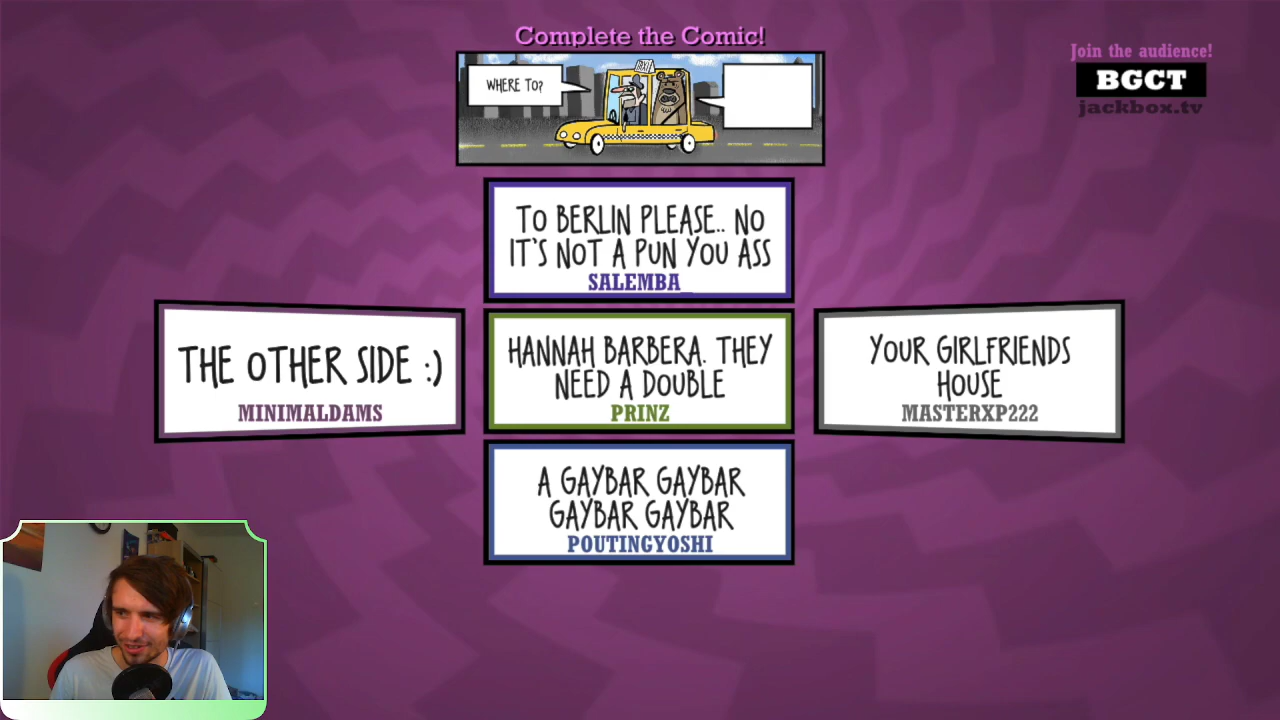 Complete the Comic!
WHERE TO?
TAXI
Join the audience!
BGCT
jackbox.tv
TO BERLIN PLEASE.. NO
IT'S NOT A PUN YOU ASS
SALEMBA_
THE OTHER SIDE :)
MINIMALDAMS
HANNAH BARBERA. THEY
NEED A DOUBLE
PRINZ
YOUR GIRLFRIENDS
HOUSE
MASTERXP222
A GAYBAR GAYBAR
GAYBAR GAYBAR
POUTINGYOSHI